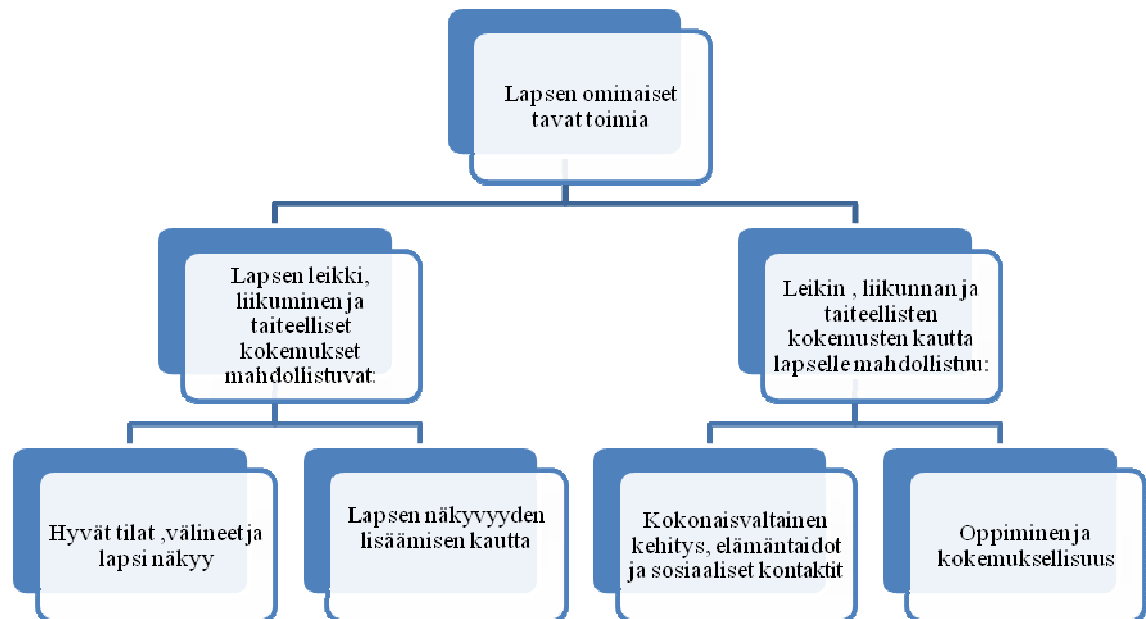 Lapsen ominaiset
tavat toimia
Lapsen leikki,
liikuminen ja
taiteelliset
kokemukset
mahdollistuvat:
Leikin , liikunnan ja
taiteellisten
kokemusten kautta
lapselle mahdollistuu:
Hyvät tilat ,välineet ja
lapsi näkyy
Lapsen näkyvyyden
lisäämisen kautta
Kokonaisvaltainen
kehitys, elämäntaidot
ja sosiaaliset kontaktit
Oppiminen ja
kokemuksellisuus